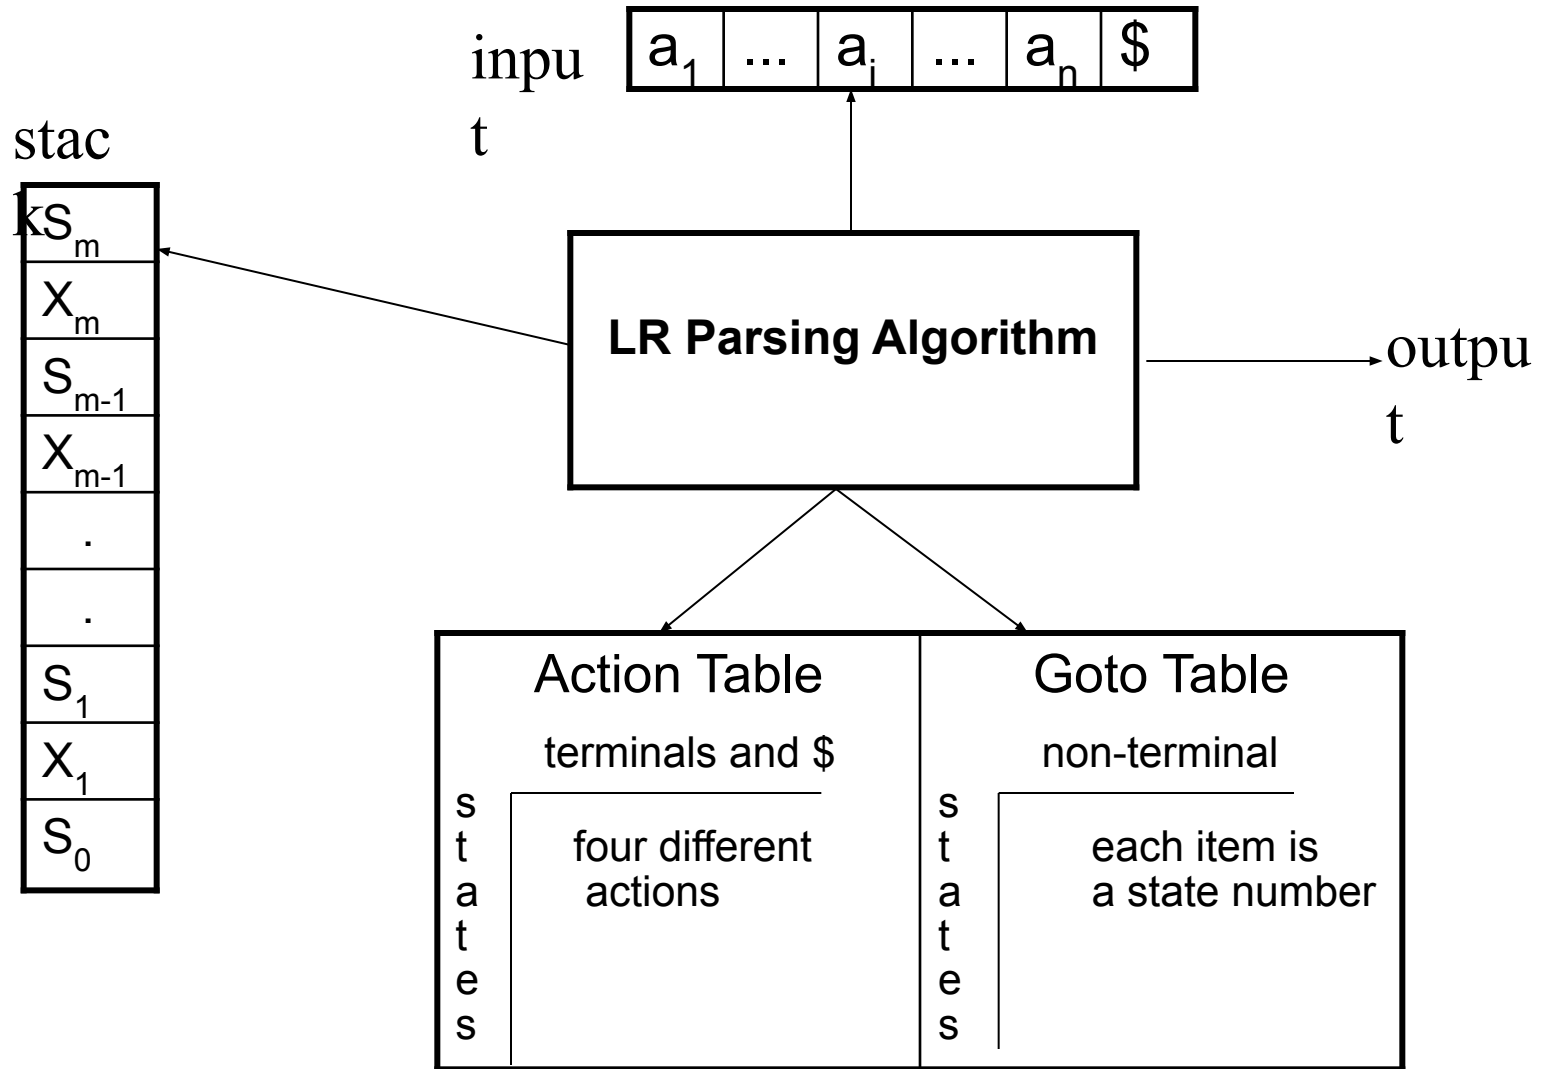 input
a1 ... ai ... an $
stack
Sm
Xm
Sm-1
Xm-1
.
.
S1
X1
S0
LR Parsing Algorithm
output
Action Table
terminals and $
states
four different
actions
Goto Table
non-terminal
states
each item is
a state number